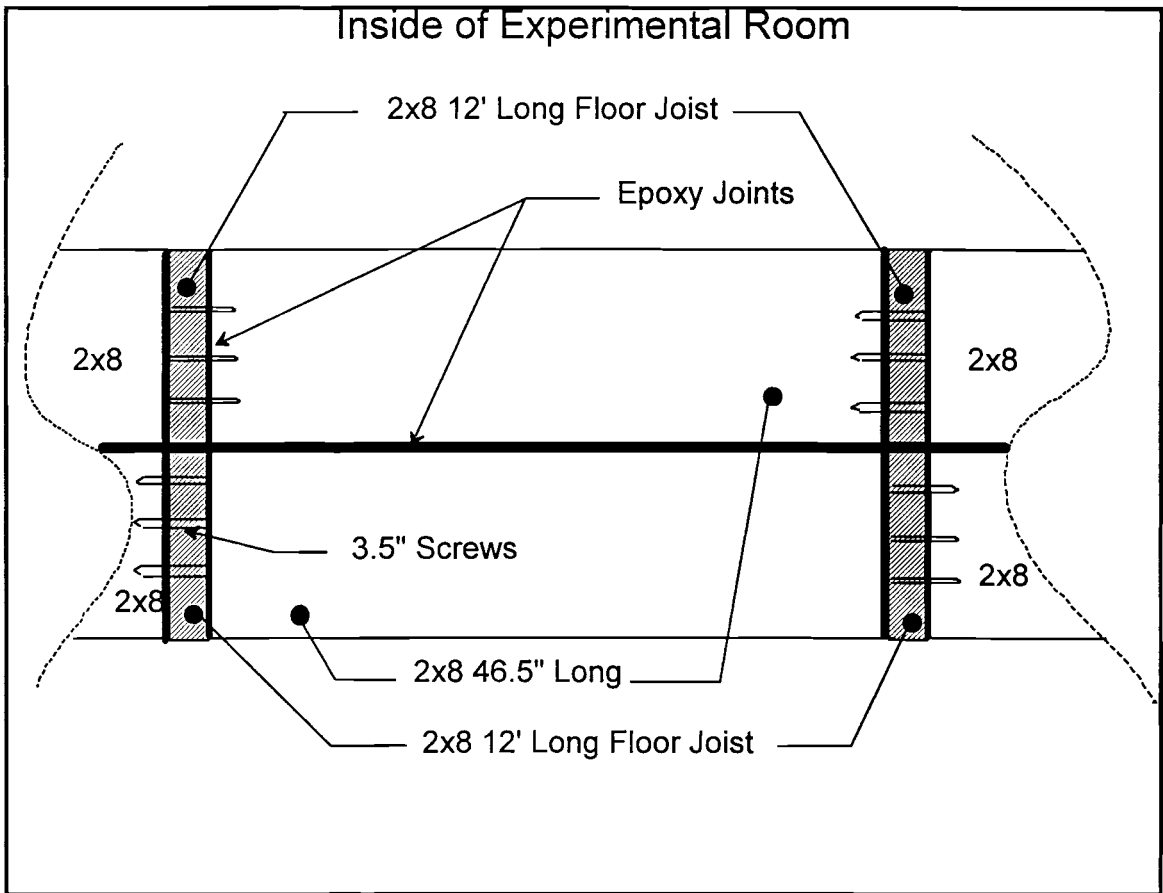 Inside of Experimental Room
2x8 12' Long Floor Joist
Epoxy Joints
2x8
2x8
3.5" Screws
2x8
2x8
2x8 46.5" Long
2x8 12' Long Floor Joist